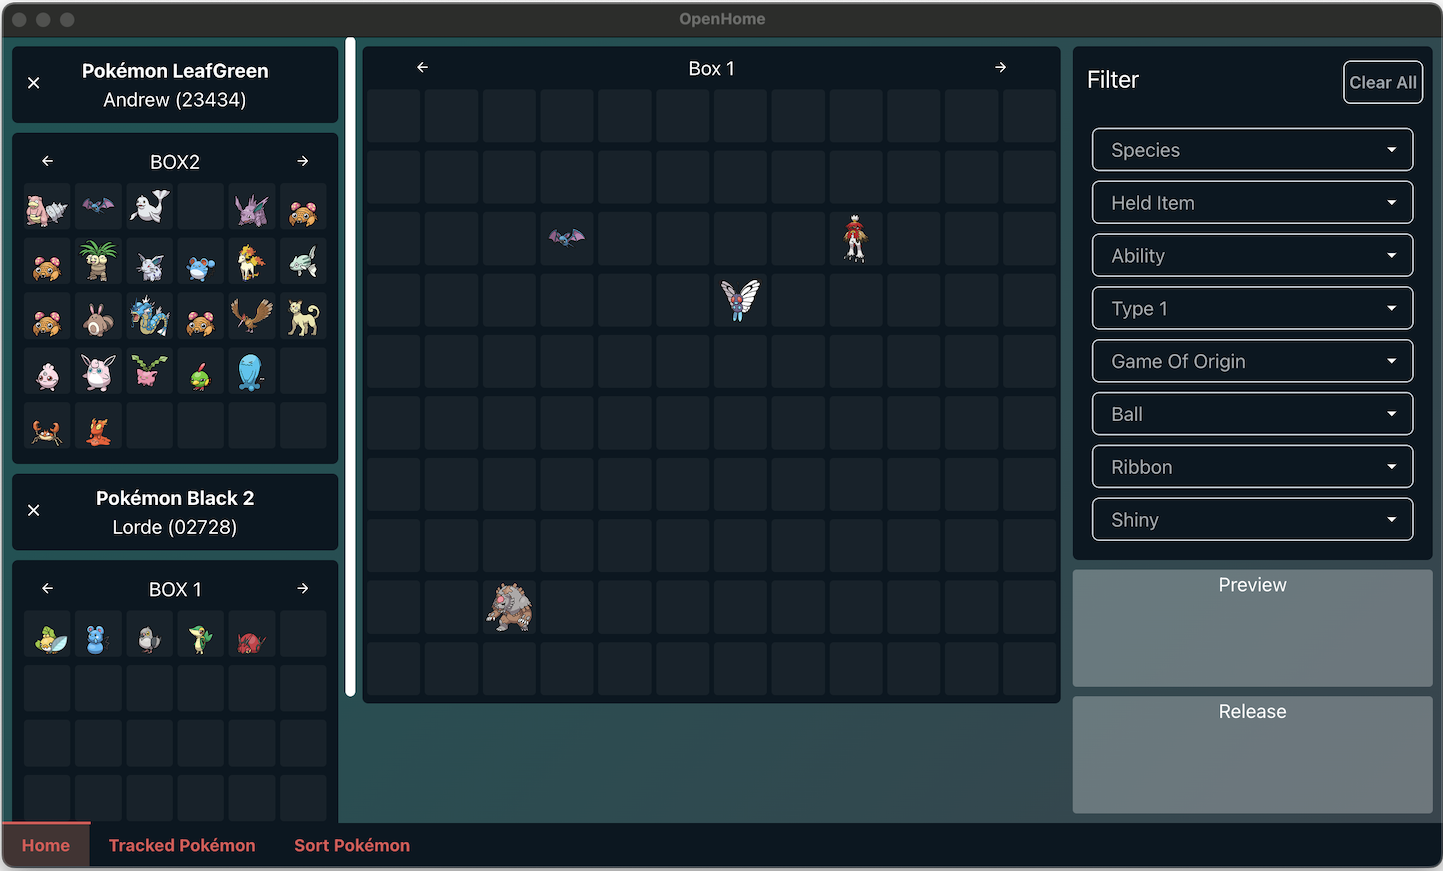 OpenHome
Pokémon LeafGreen
Andrew (23434)
BOX2
Pokémon Black 2
Lorde (02728)
BOX 1
Box 1
Filter
Clear All
Species
Held Item
Ability
Type 1
Game Of Origin
Ball
Ribbon
Shiny
Preview
Release
Home
Tracked Pokémon
Sort Pokémon